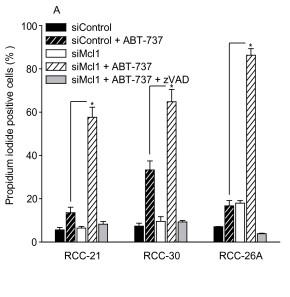 A
siControl
siControl + ABT-737
siMcl1
siMcl1 + ABT-737
siMcl1 + ABT-737 + zVAD
Propidium iodide positive cells (% )
100
80
60
40
20
0
*
*
*
RCC-21
RCC-30
RCC-26A